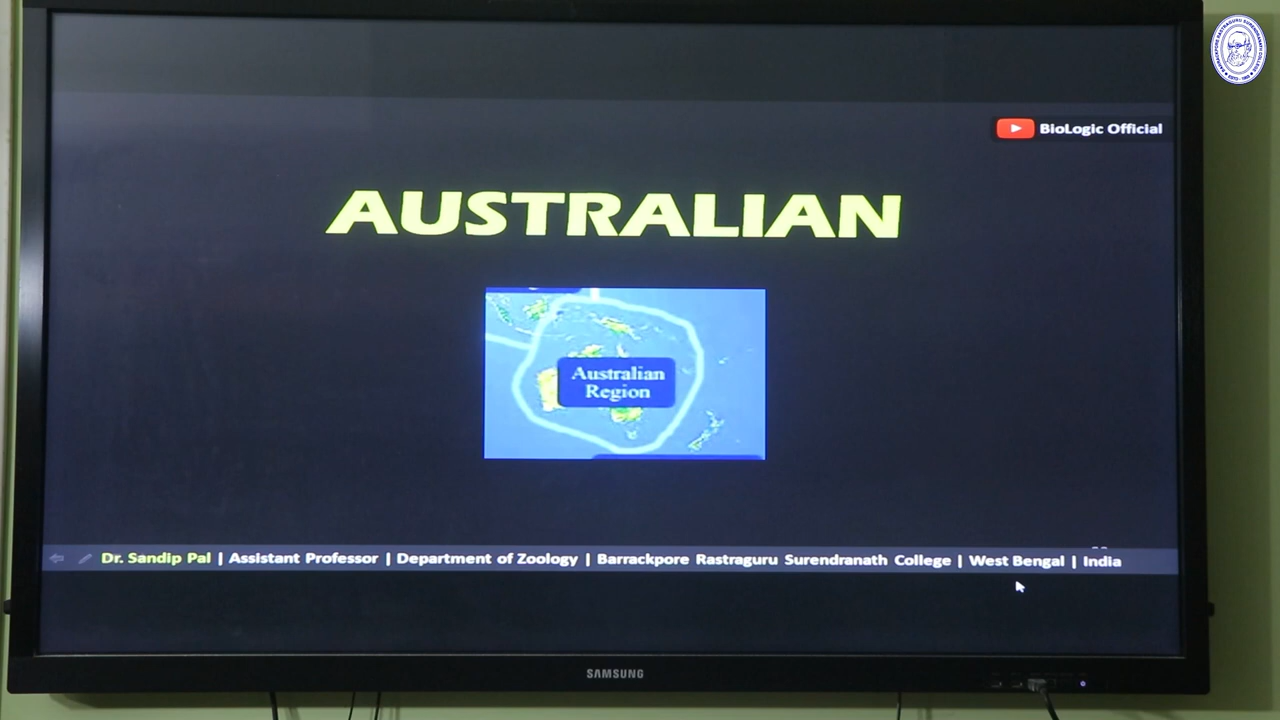 BioLogic Official
AUSTRALIAN
Australian
Region
Dr. Sandip Pal | Assistant Professor | Department of Zoology | Barrackpore Rastraguru Surendranath College | West Bengal | India
SAMSUNG